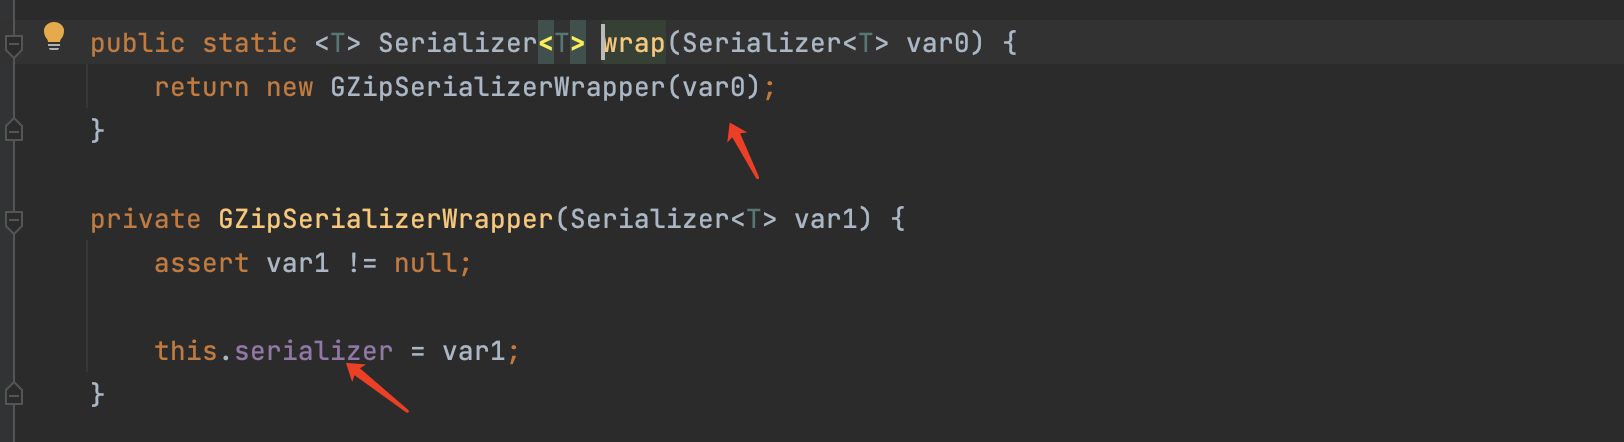 public static <T> Serializer<T> wrap(Serializer<T> var0) {
return new GZipSerializerWrapper(var0);
}
private GZipSerializerWrapper(Serializer<T> var1) {
assert var1 != null;
this.serializer = var1;
}